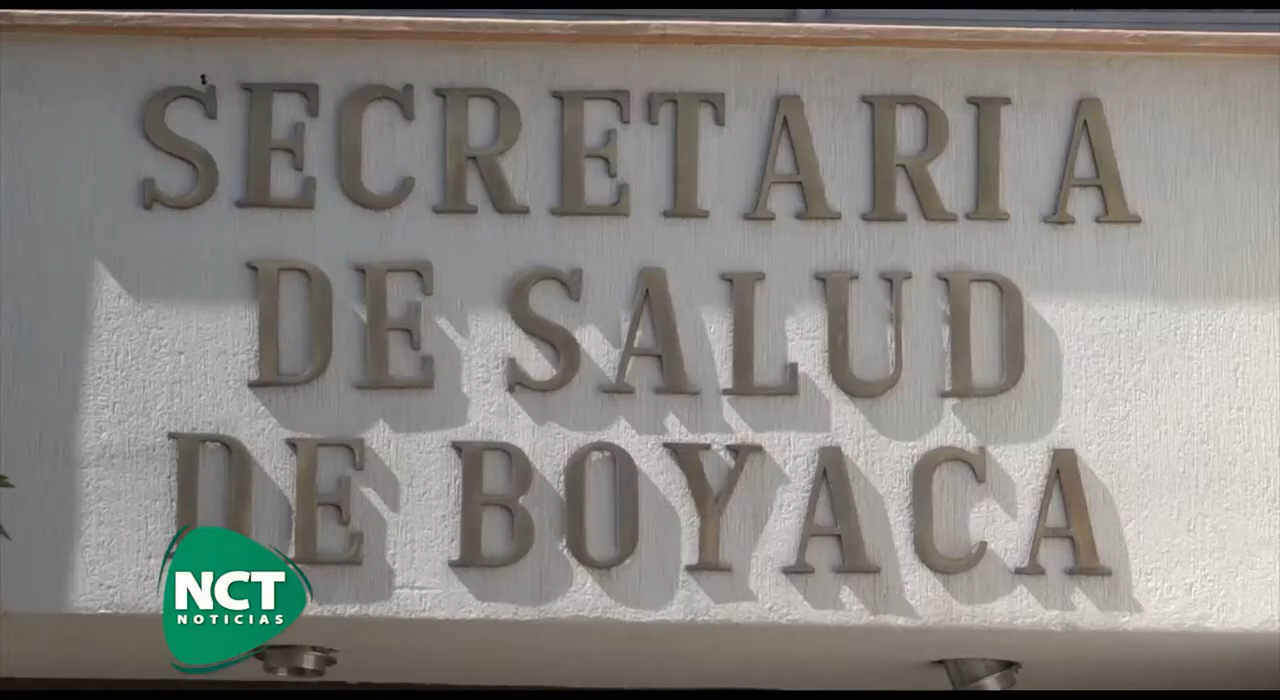 SECRETARIA
DE SALUD
DE BOYACA
NCT
NOTICIAS